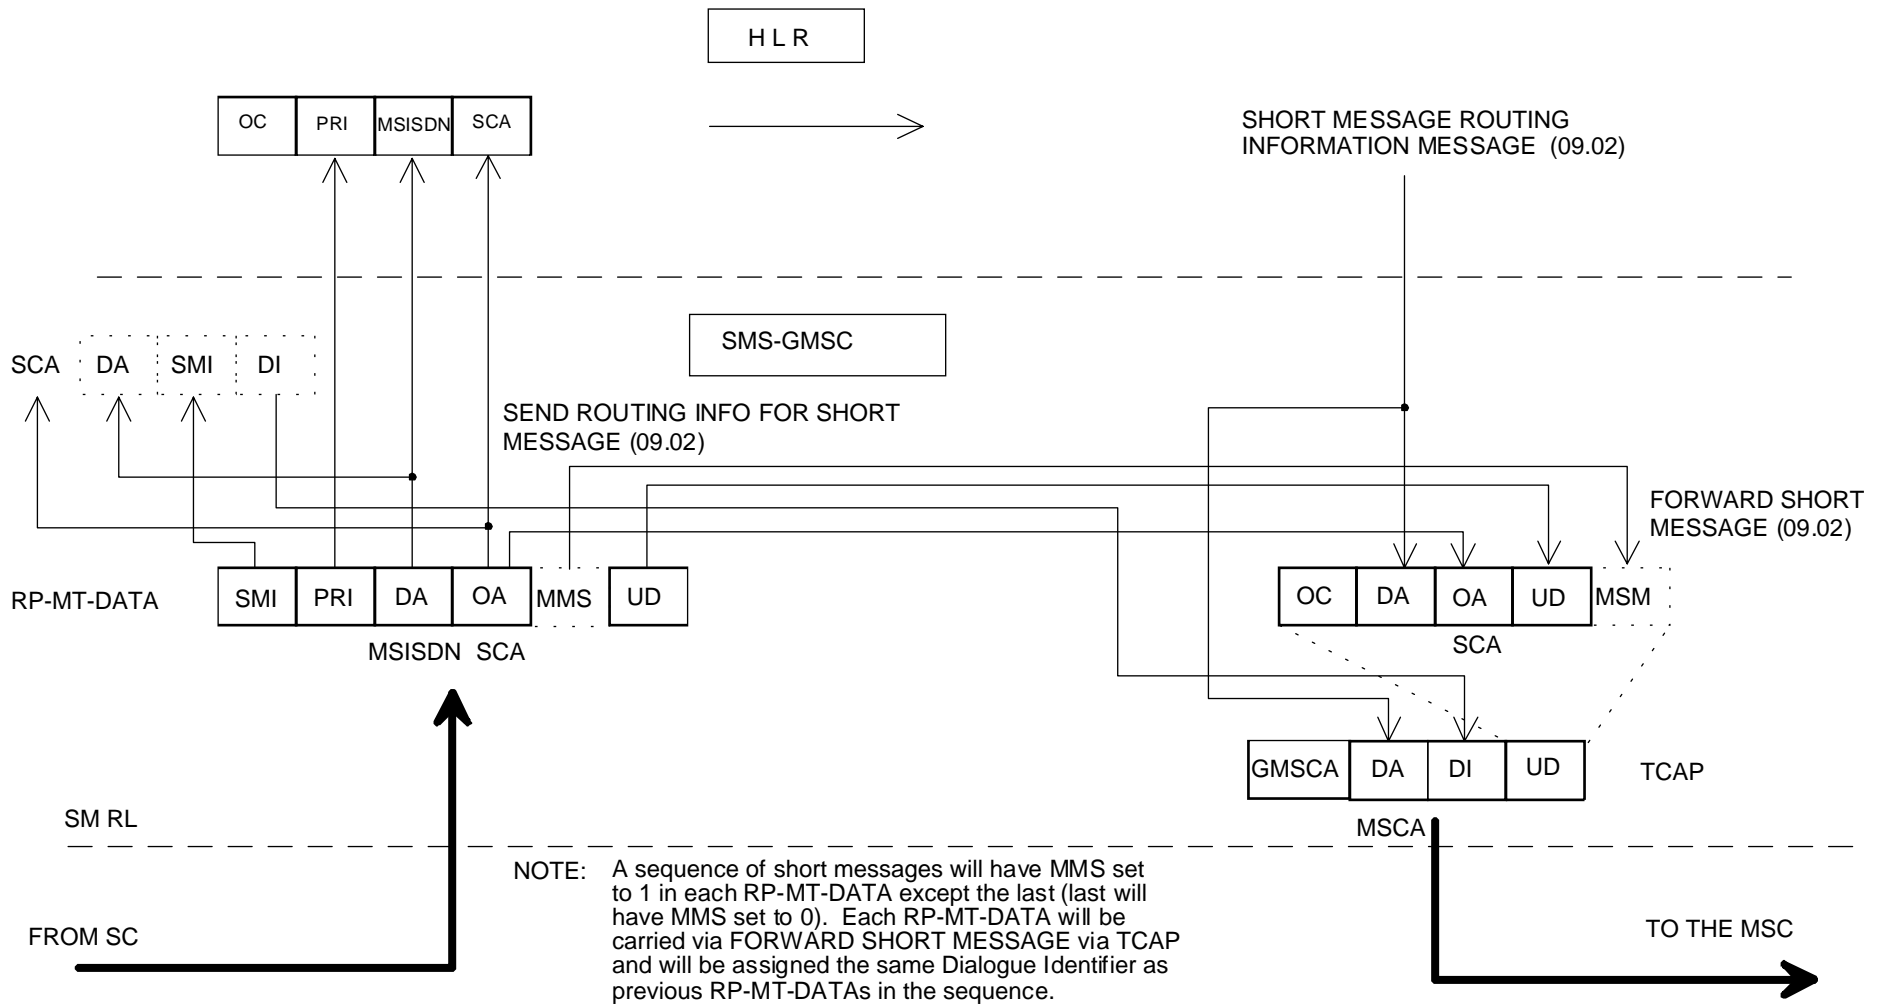 H L R
OC PRI MSISDN SCA
SHORT MESSAGE ROUTING
INFORMATION MESSAGE (09.02)
SMS-GMSC
SCA DA SMI DI
SEND ROUTING INFO FOR SHORT
MESSAGE (09.02)
FORWARD SHORT
MESSAGE (09.02)
RP-MT-DATA SMI PRI DA OA MMS UD
MSISDN SCA
OC DA OA UD MSM
SCA
GMSCA DA DI UD TCAP
MSCA
SM RL
NOTE: A sequence of short messages will have MMS set
to 1 in each RP-MT-DATA except the last (last will
have MMS set to 0). Each RP-MT-DATA will be
carried via FORWARD SHORT MESSAGE via TCAP
and will be assigned the same Dialogue Identifier as
previous RP-MT-DATAs in the sequence.
FROM SC
TO THE MSC